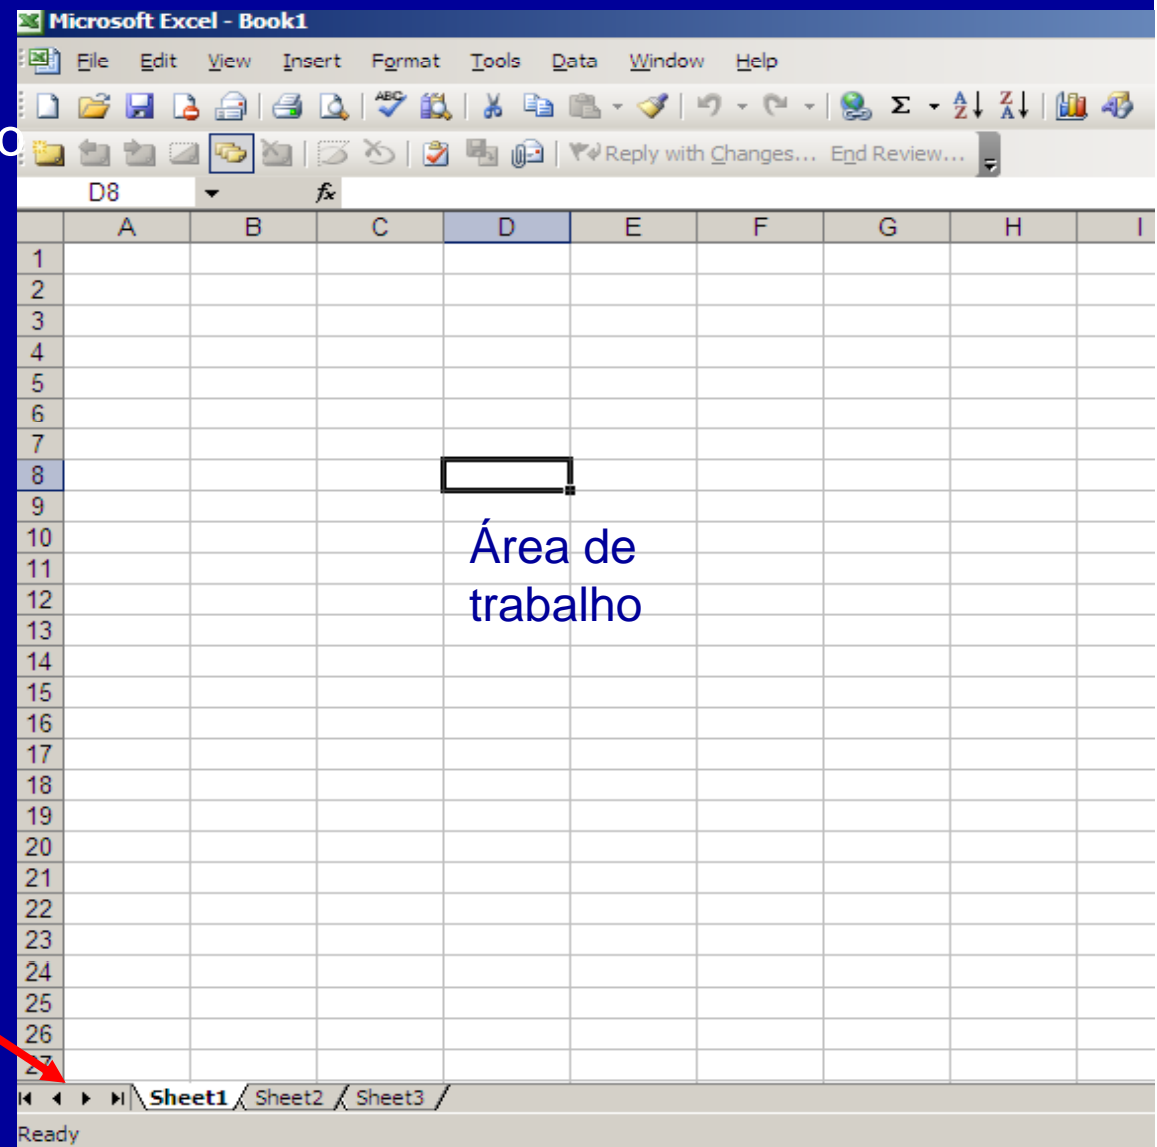 Microsoft Excel - Book1
File Edit View Insert Format Tools Data Window Help
ABC Σ A Z Z A
o
Reply with Changes... End Review...
D8 fx
A B C D E F G H I
1
2
3
4
5
6
7
8
9
10
Área de
11
12
trabalho
13
14
15
16
17
18
19
20
21
22
23
24
25
26
27
Sheet1 Sheet2 Sheet3
Ready